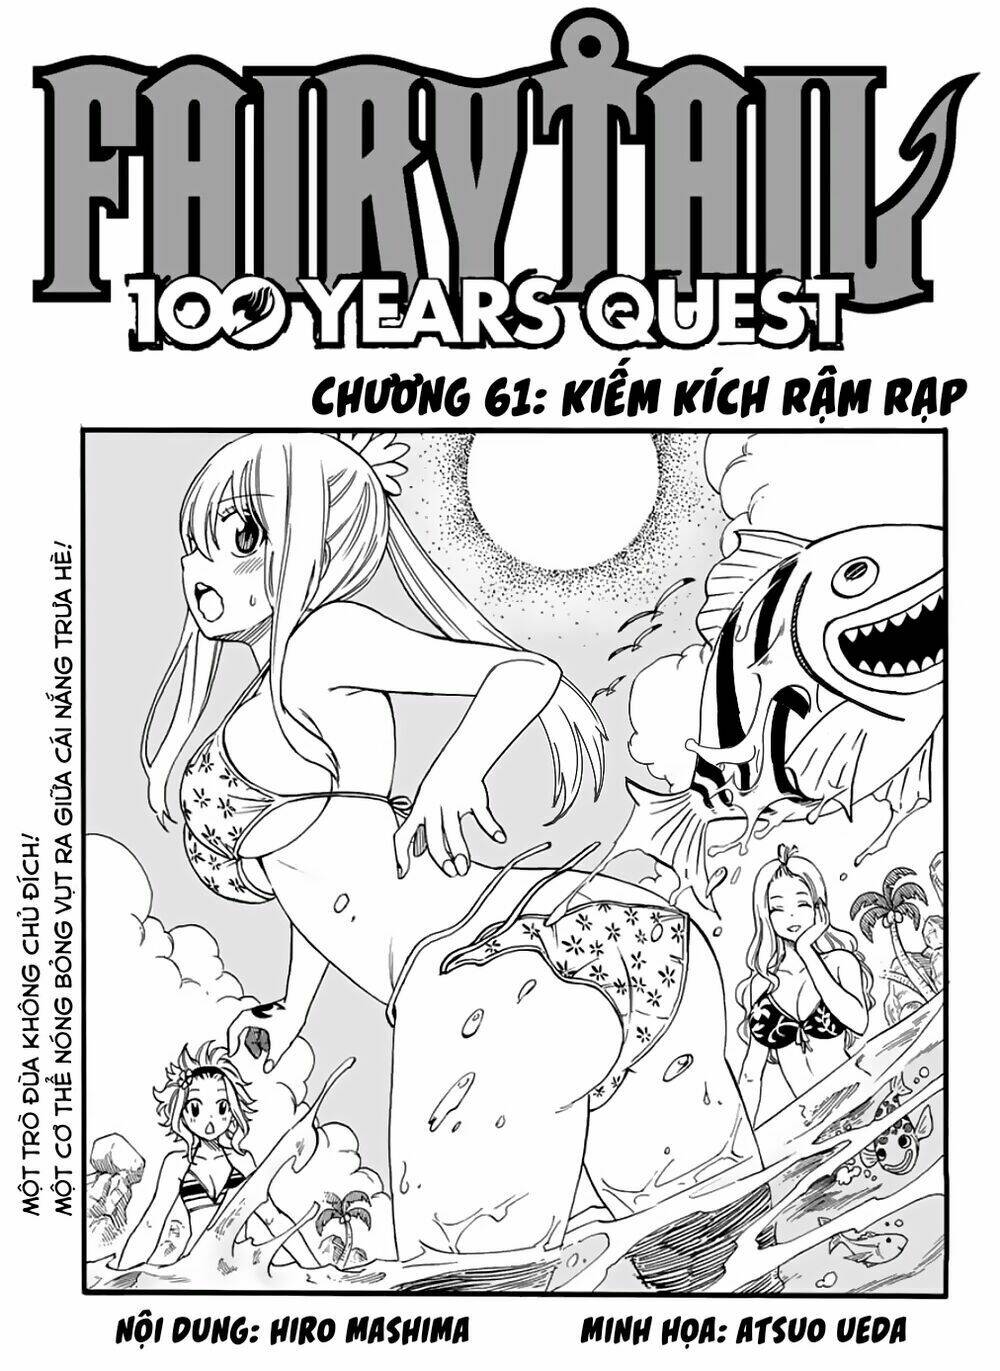 FAIRY TAIL
100 YEARS QUEST
CHƯƠNG 61: KIẾM KÍCH RẬM RẠP
MỘT TRÒ ĐÙA KHÔNG CHỦ ĐÍCH!
MỘT CƠ THỂ NÓNG BỎNG VỤT RA GIỮA CÁI NẮNG TRƯA HÈ!
NỘI DUNG: HIRO MASHIMA
MINH HỌA: ATSUO UEDA